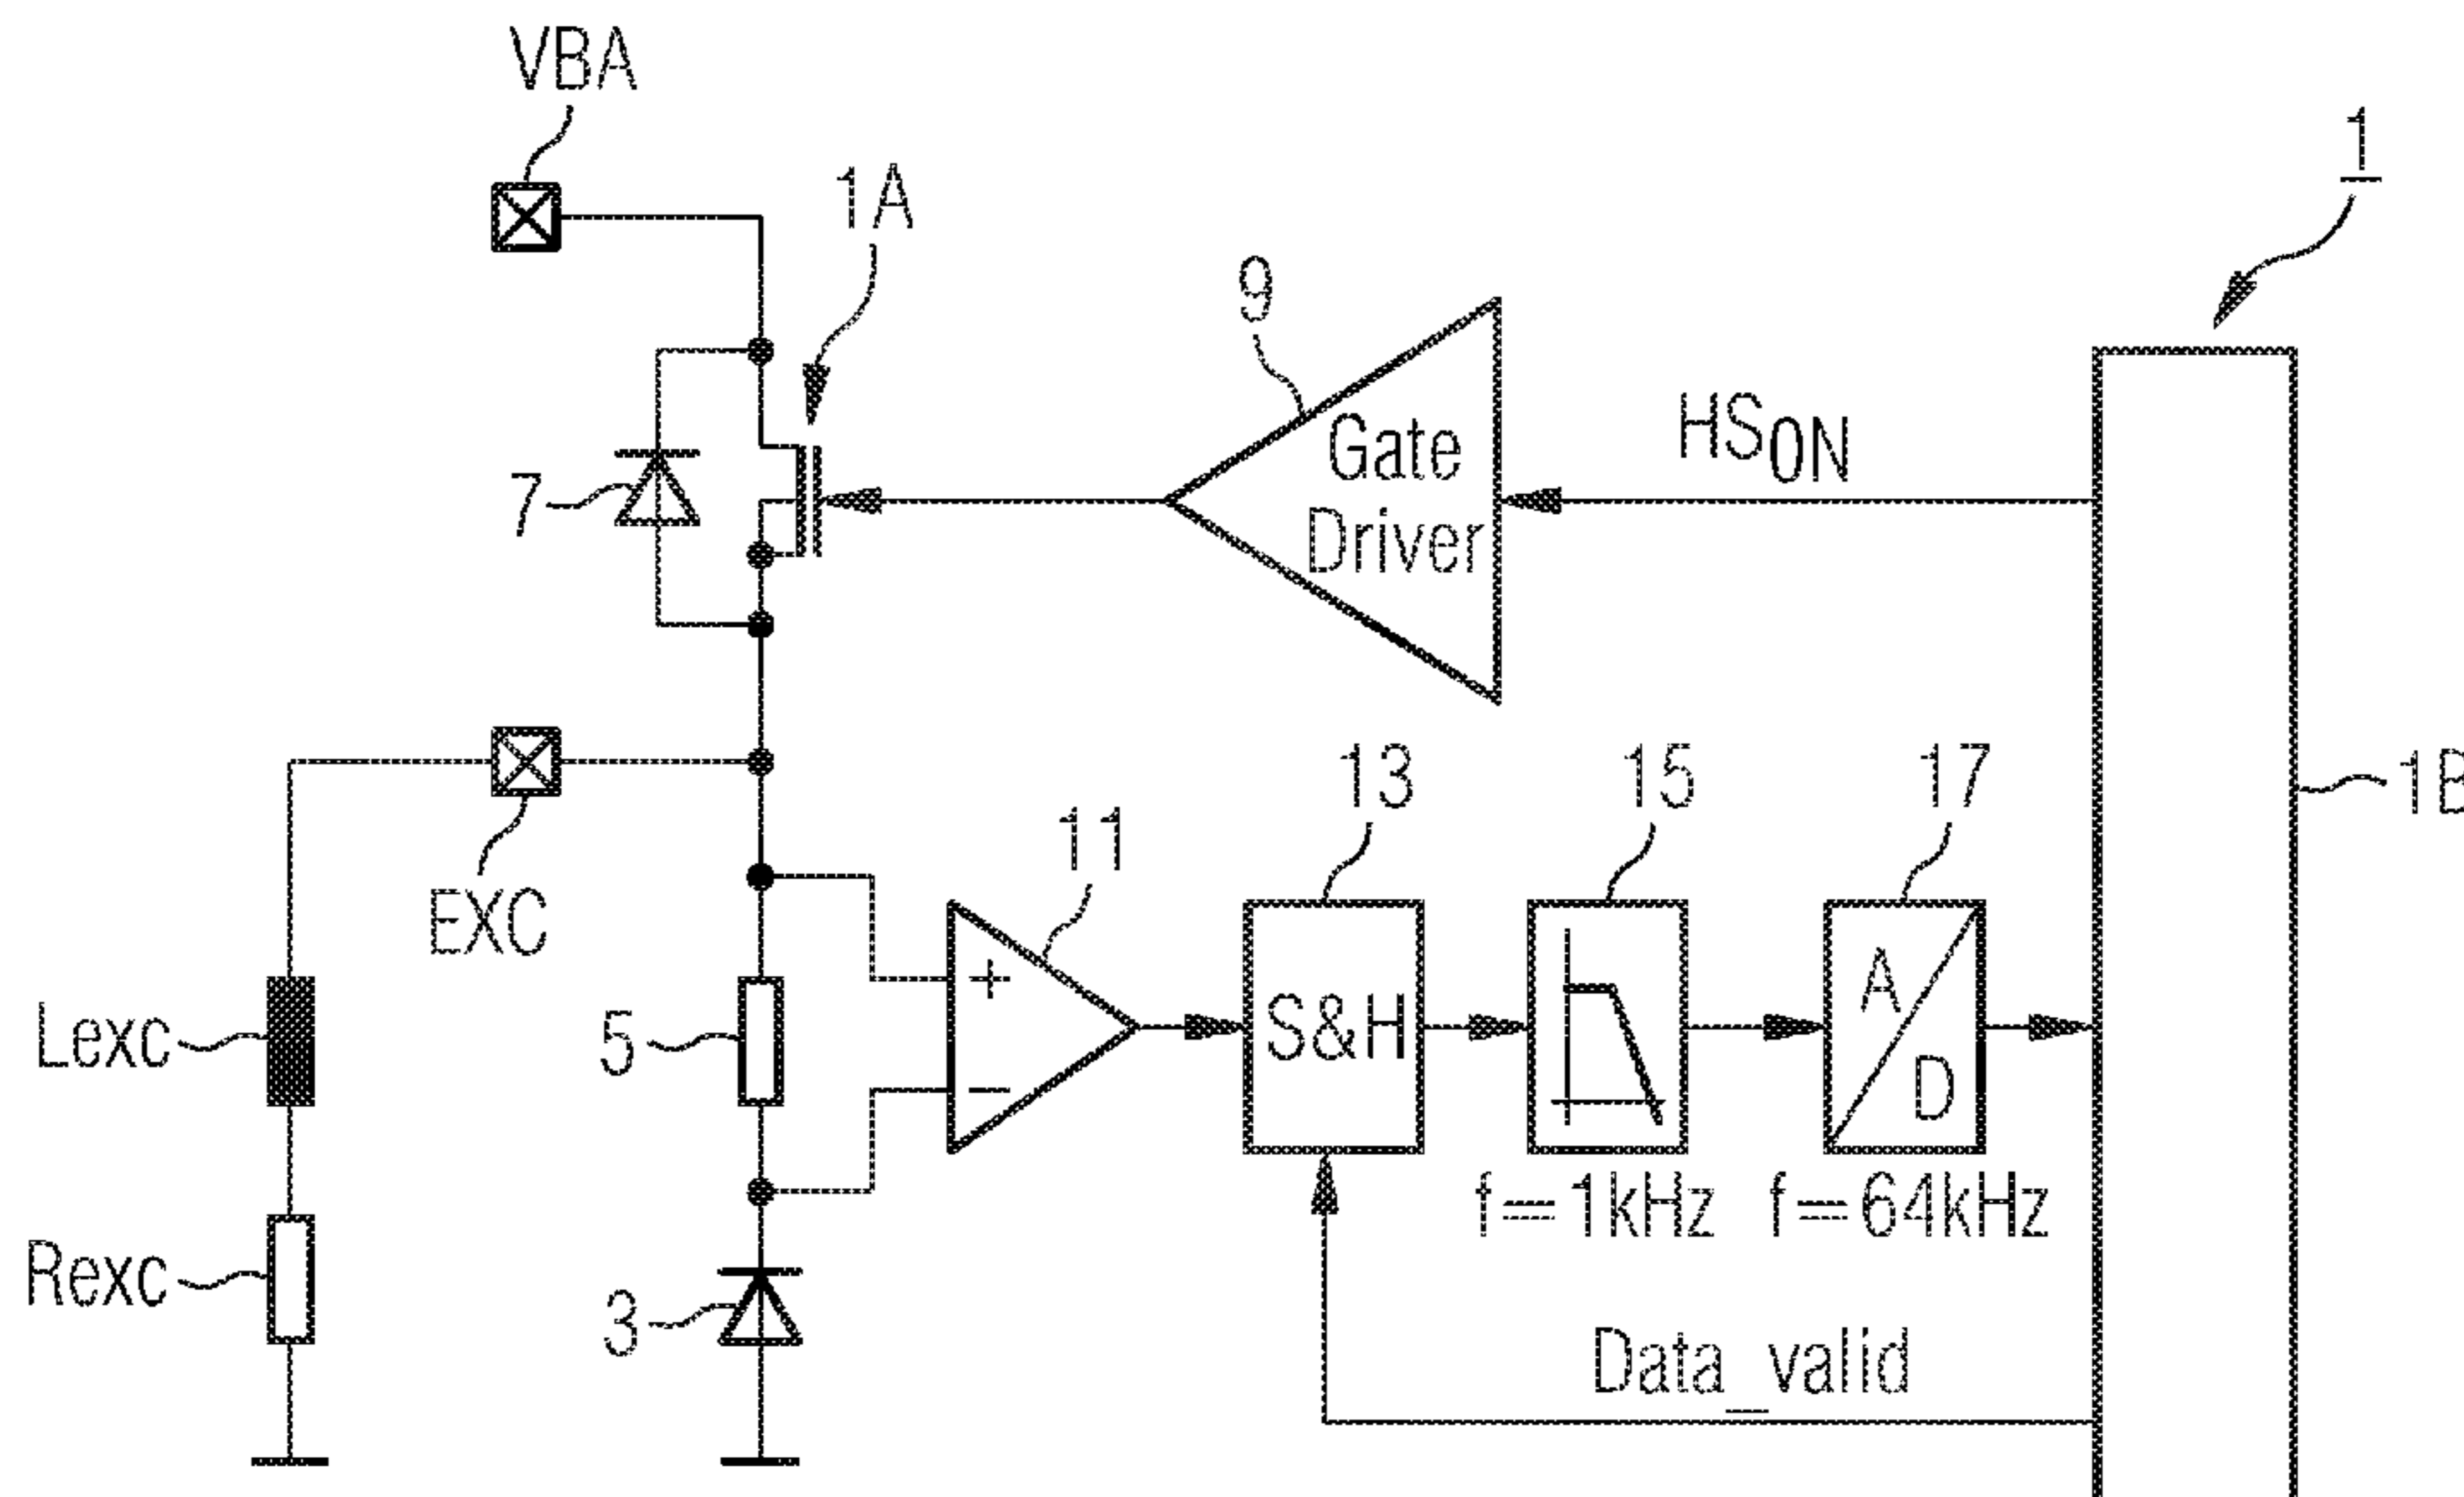 VBA
1A
1
9
Gate
Driver
HSON
7
13
15
17
1B
11
EXC
+
S&H
A
D
Lexc
5
−
f=1kHz
f=64kHz
Rexc
3
Data_valid